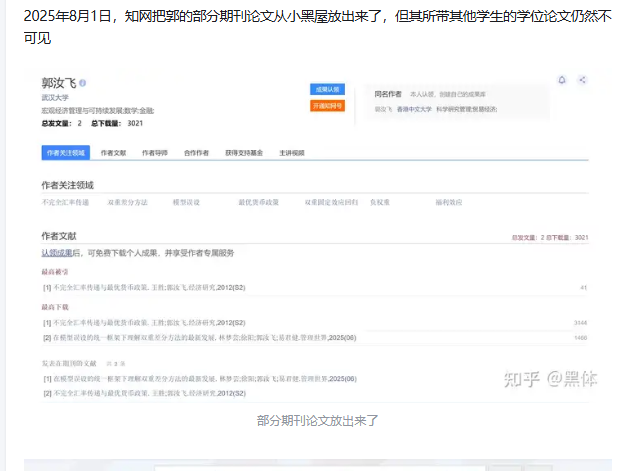 2025年8月1日，知网把郭的部分期刊论文从小黑屋放出来了，但其所带其他学生的学位论文仍然不
可见
郭汝飞
武汉大学
宏观经济管理与可持续发展;数学;金融;
总发文量： 2 总下载量： 3021
成果认领
开通知网号
同名作者 本人认领，创建自己的成果库
郭汝飞 香港中文大学 科学研究管理;贸易经济;
作者关注领域 作者文献 作者导师 合作作者 获得支持基金 主讲视频
作者关注领域
不完全汇率传递 双重差分方法 模型误设 最优货币政策 双重固定效应回归 负权重 福利效应
作者文献
总发文量：2 总下载量：3021
认领成果后，可免费下载个人成果，并享受作者专属服务
最高被引
[1] 不完全汇率传递与最优货币政策. 王胜;郭汝飞.经济研究,2012(S2) 41
最高下载
[1] 不完全汇率传递与最优货币政策. 王胜;郭汝飞.经济研究,2012(S2)
[2] 在模型误设的统一框架下理解双重差分方法的最新发展. 林梦芸;徐阳;郭汝飞;易君健.管理世界,2025(06)
发表在期刊的文献 共 2 条
[1] 在模型误设的统一框架下理解双重差分方法的最新发展. 林梦芸;徐阳;郭汝飞;易君健.管理世界,2025(06)
[2] 不完全汇率传递与最优货币政策. 王胜;郭汝飞.经济研究,2012(S2)
知乎 @黑体
部分期刊论文放出来了